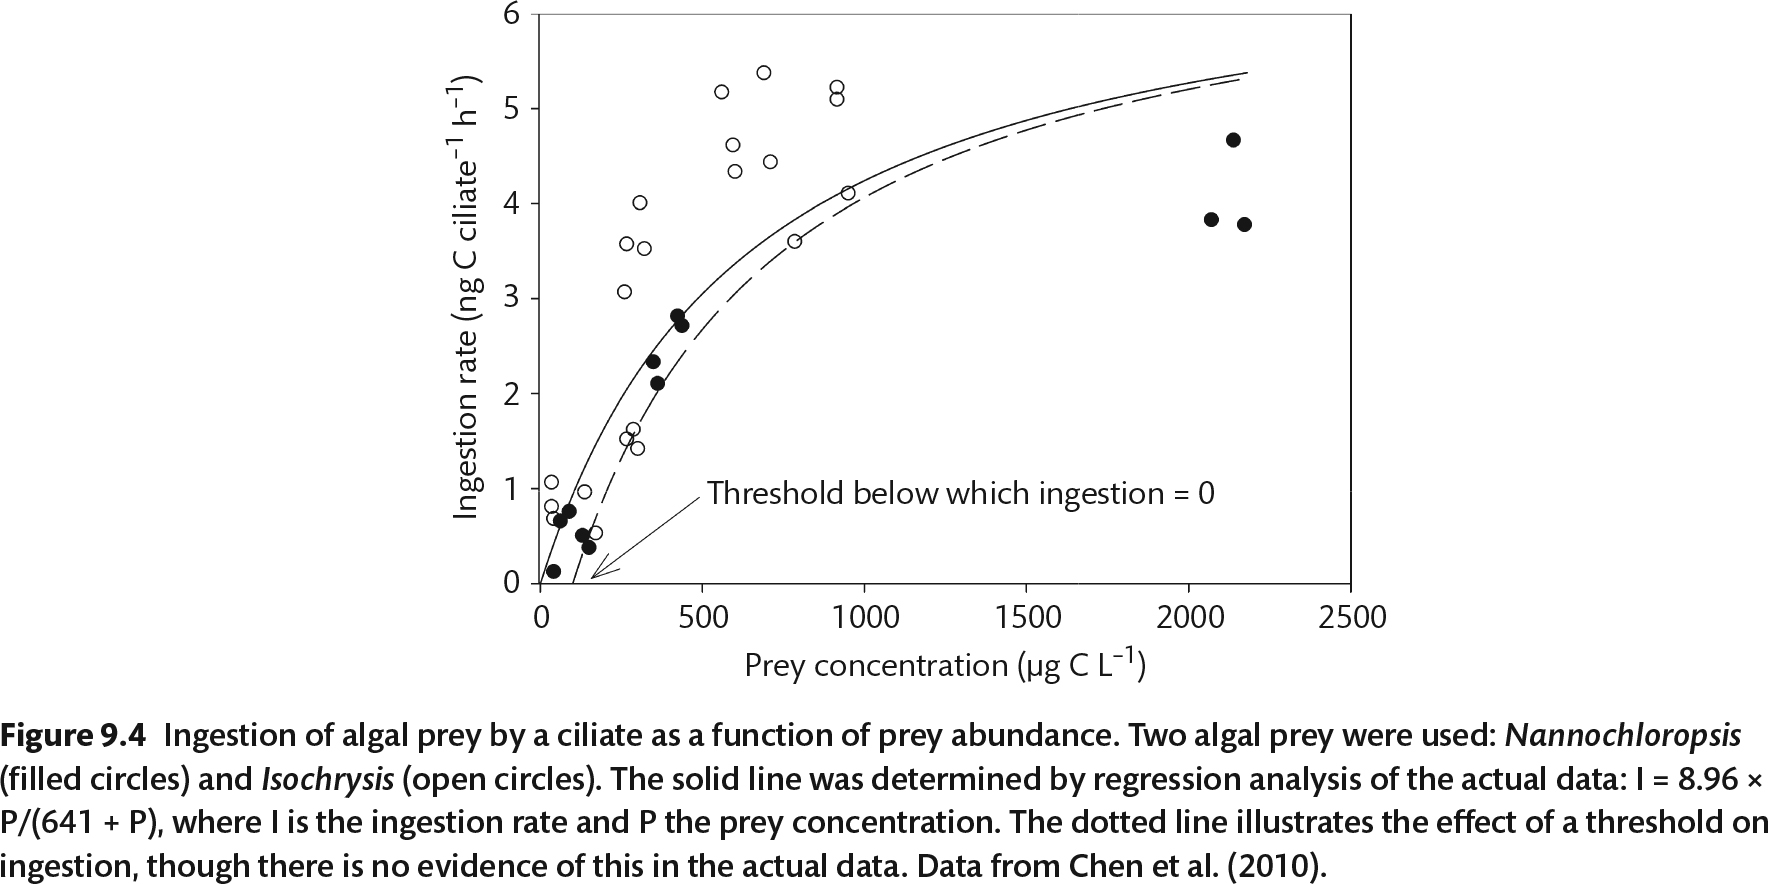 6
5
4
3
2
1
0
Ingestion rate (ng C ciliate⁻¹ h⁻¹)
Threshold below which ingestion = 0
0 500 1000 1500 2000 2500
Prey concentration (µg C L⁻¹)
Figure 9.4 Ingestion of algal prey by a ciliate as a function of prey abundance. Two algal prey were used: Nannochloropsis
(filled circles) and Isochrysis (open circles). The solid line was determined by regression analysis of the actual data: I = 8.96 ×
P/(641 + P), where I is the ingestion rate and P the prey concentration. The dotted line illustrates the effect of a threshold on
ingestion, though there is no evidence of this in the actual data. Data from Chen et al. (2010).